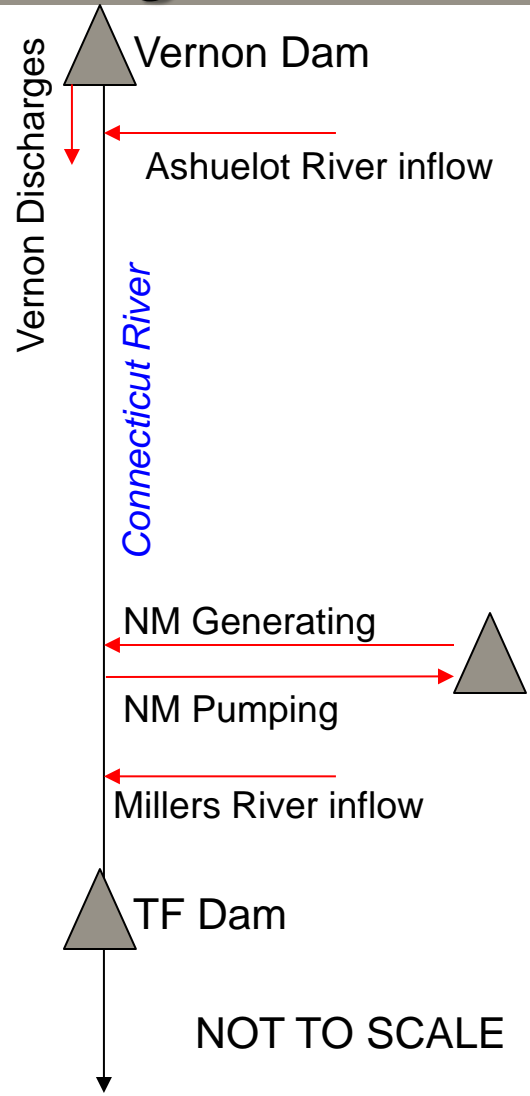 Vernon Dam
Vernon Discharges
Ashuelot River inflow
Connecticut River
NM Generating
NM Pumping
Millers River inflow
TF Dam
NOT TO SCALE